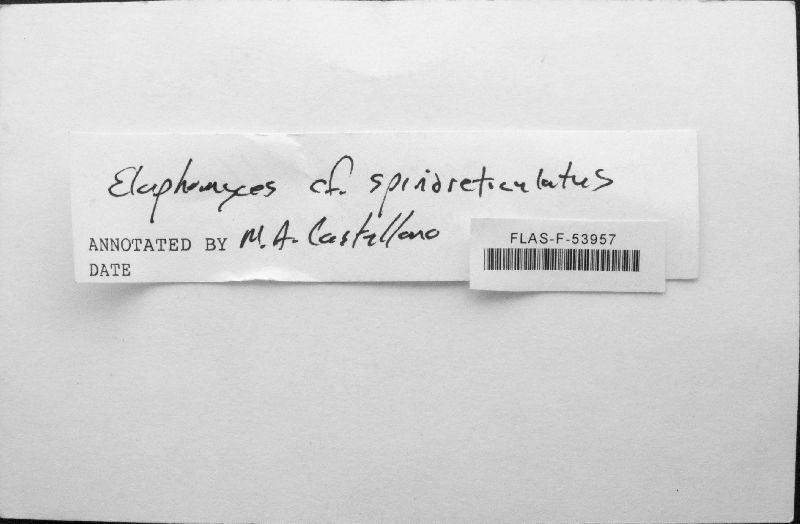 Elaphomyces cf. spinoreticulatus
ANNOTATED BY M. A. Castellano
DATE
FLAS-F-53957